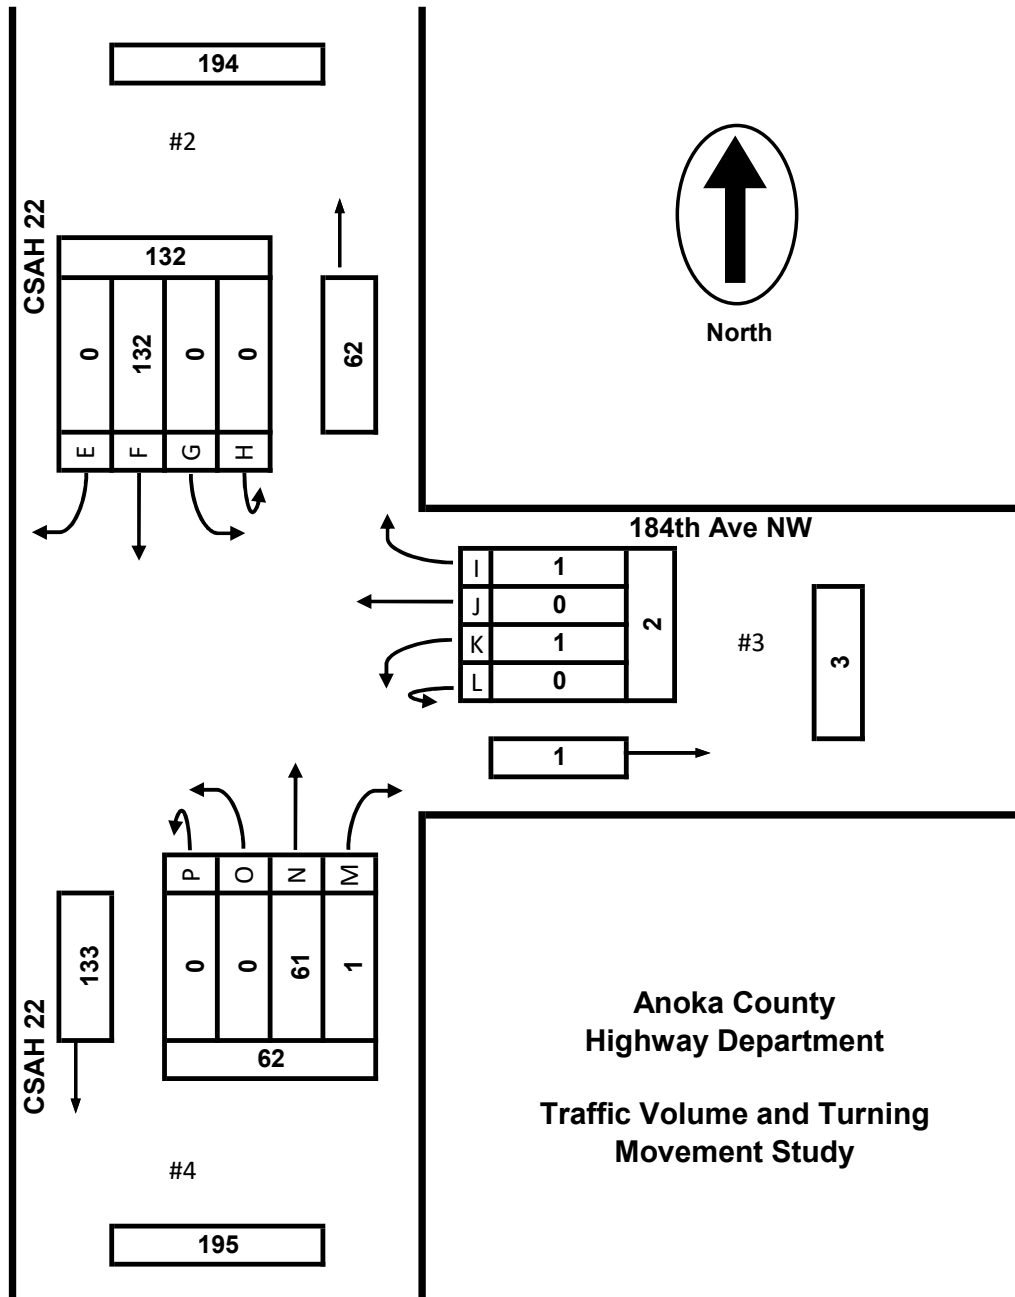 194
#2
CSAH 22
132
0
132
0
0
E
F
G
H
62
North
184th Ave NW
I 1
J 0
K 1
L 0
2
#3
3
1
P
O
N
M
0
0
61
1
62
133
CSAH 22
#4
195
Anoka County
Highway Department
Traffic Volume and Turning
Movement Study